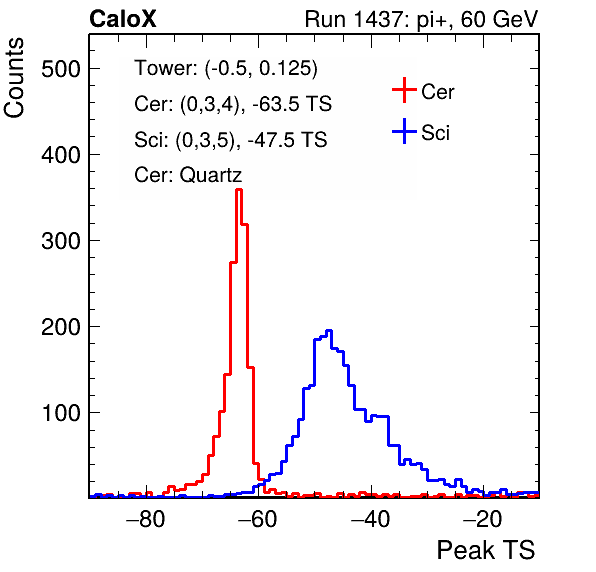 CaloX Run 1437: pi+, 60 GeV
Counts
Tower: (-0.5, 0.125)
Cer: (0,3,4), -63.5 TS
Sci: (0,3,5), -47.5 TS
Cer: Quartz
Cer
Sci
500
400
300
200
100
−80 −60 −40 −20
Peak TS